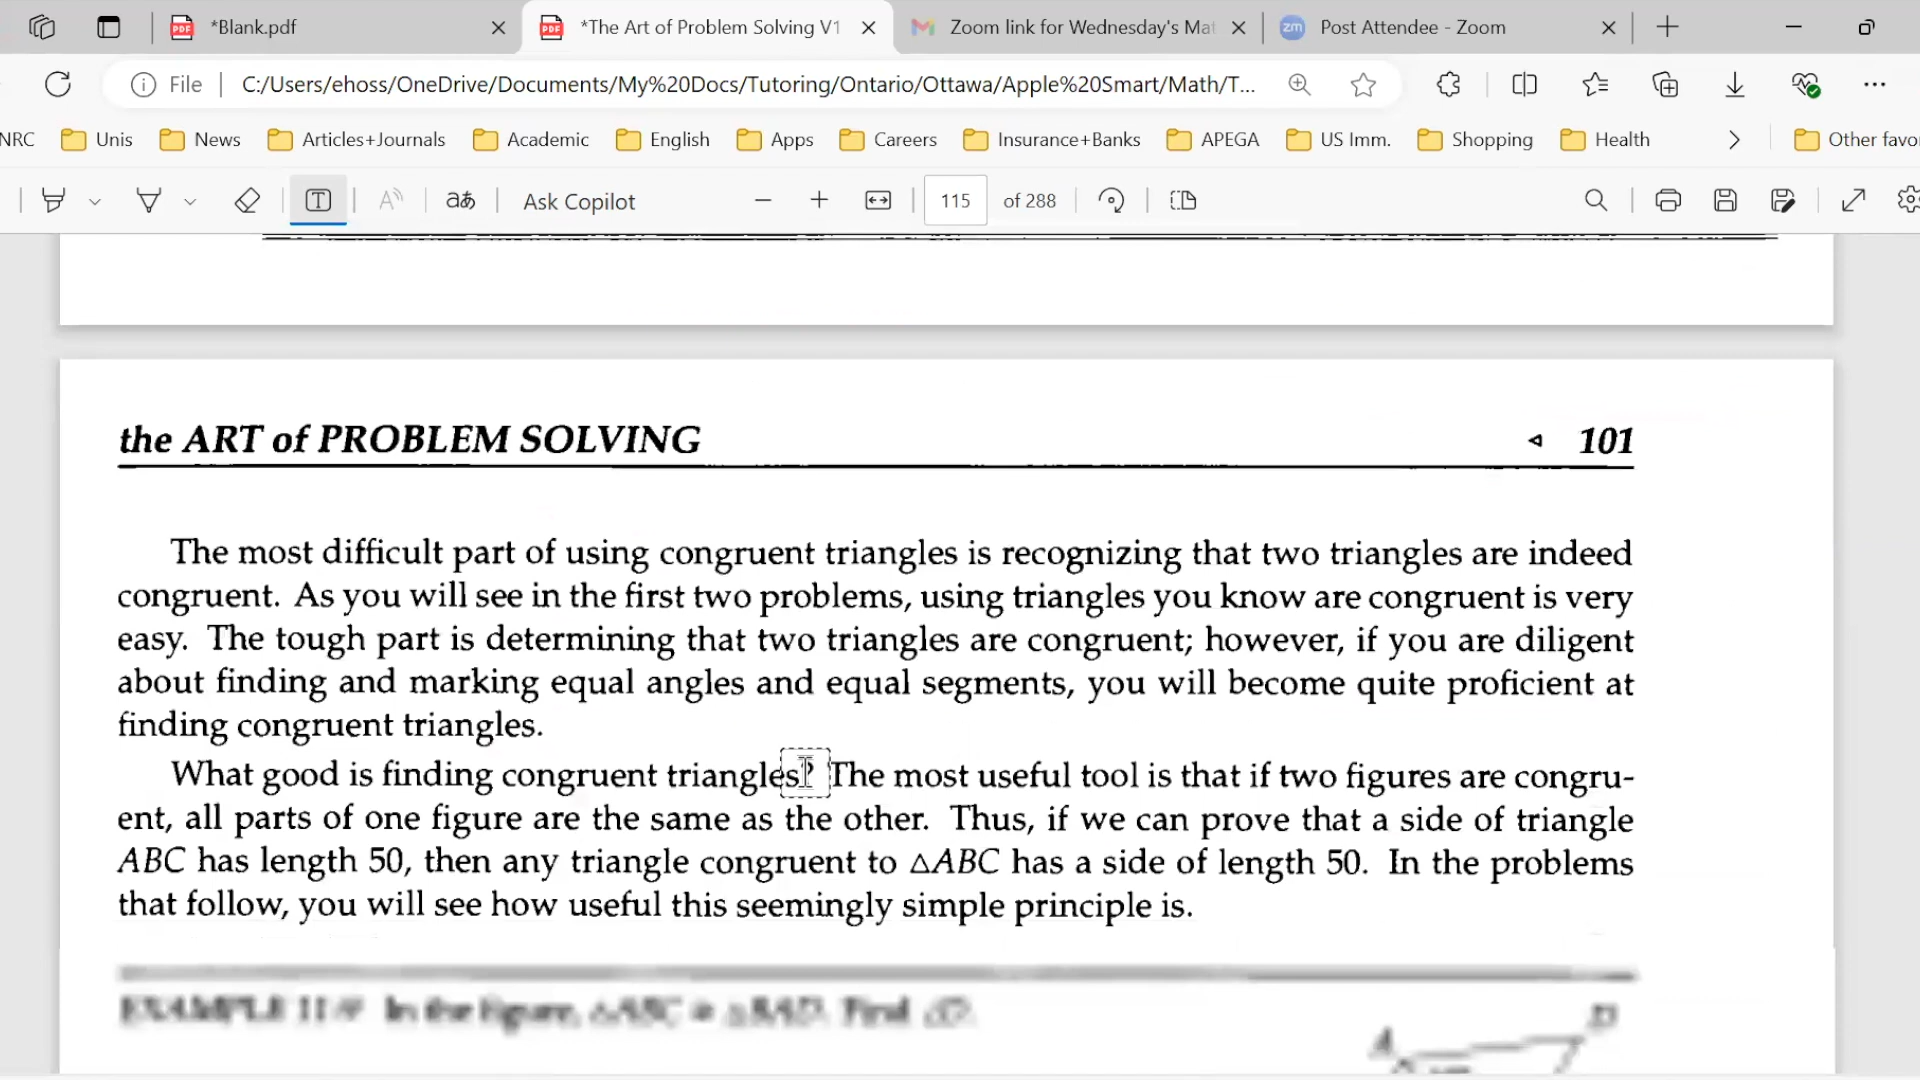 *Blank.pdf
*The Art of Problem Solving V1
Zoom link for Wednesday's Mat
zm
Post Attendee - Zoom
File
C:/Users/ehoss/OneDrive/Documents/My%20Docs/Tutoring/Ontario/Ottawa/Apple%20Smart/Math/T...
NRC
Unis
News
Articles+Journals
Academic
English
Apps
Careers
Insurance+Banks
APEGA
US Imm.
Shopping
Health
Other favo
aあ
Ask Copilot
115
of 288
the ART of PROBLEM SOLVING
101
The most difficult part of using congruent triangles is recognizing that two triangles are indeed
congruent. As you will see in the first two problems, using triangles you know are congruent is very
easy. The tough part is determining that two triangles are congruent; however, if you are diligent
about finding and marking equal angles and equal segments, you will become quite proficient at
finding congruent triangles.
What good is finding congruent triangles? The most useful tool is that if two figures are congru-
ent, all parts of one figure are the same as the other. Thus, if we can prove that a side of triangle
ABC has length 50, then any triangle congruent to △ABC has a side of length 50. In the problems
that follow, you will see how useful this seemingly simple principle is.
In the figure, △ABC
Find
A
D